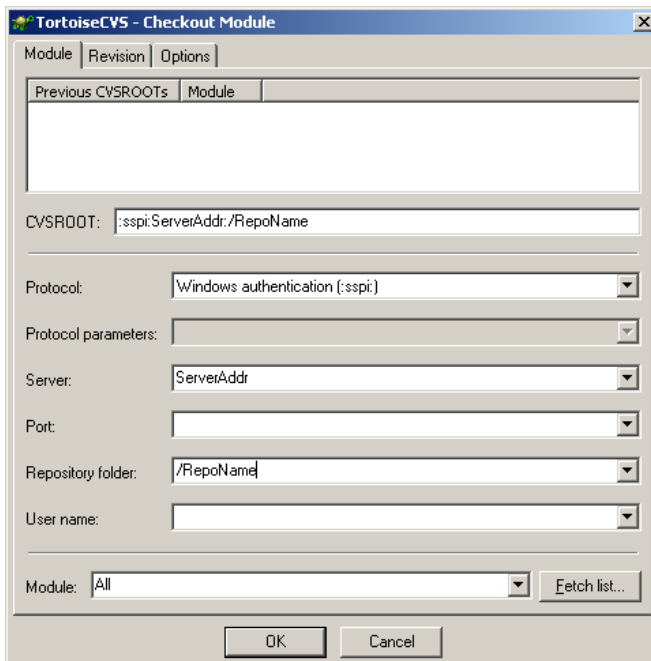 TortoiseCVS - Checkout Module
Module Revision Options
Previous CVSROOTs Module
CVSROOT: :sspi:ServerAddr:/RepoName
Protocol: Windows authentication (:sspi:)
Protocol parameters:
Server: ServerAddr
Port:
Repository folder: /RepoName
User name:
Module: All Fetch list...
OK Cancel